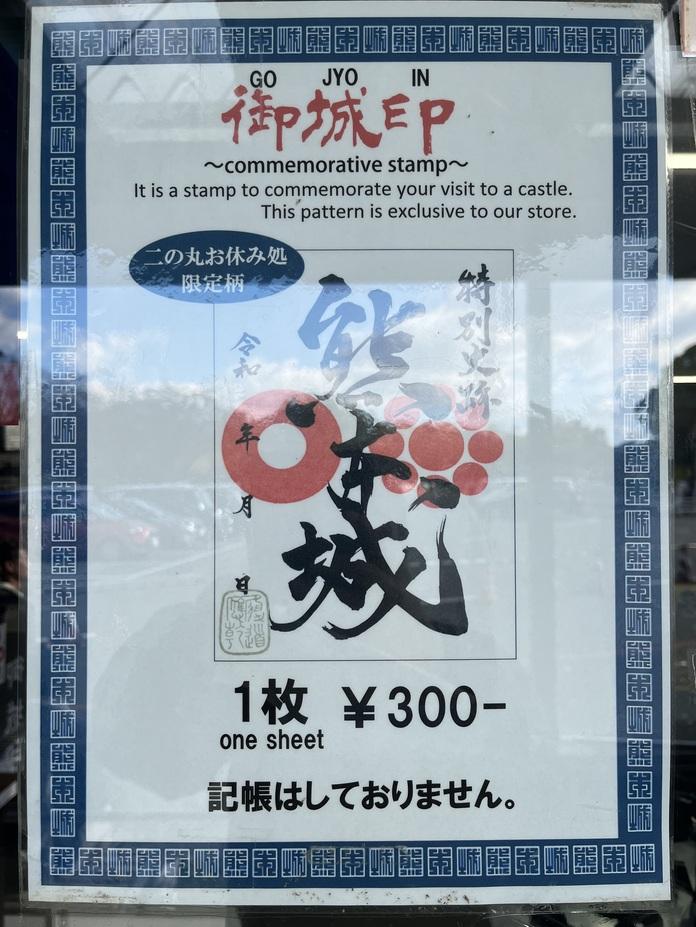 GO JYO IN
御城印
～commemorative stamp～
It is a stamp to commemorate your visit to a castle.
This pattern is exclusive to our store.
二の丸お休み処
限定柄
特別史跡
熊本城
令和 年 月 日
1枚 ￥300-
one sheet
記帳はしておりません。